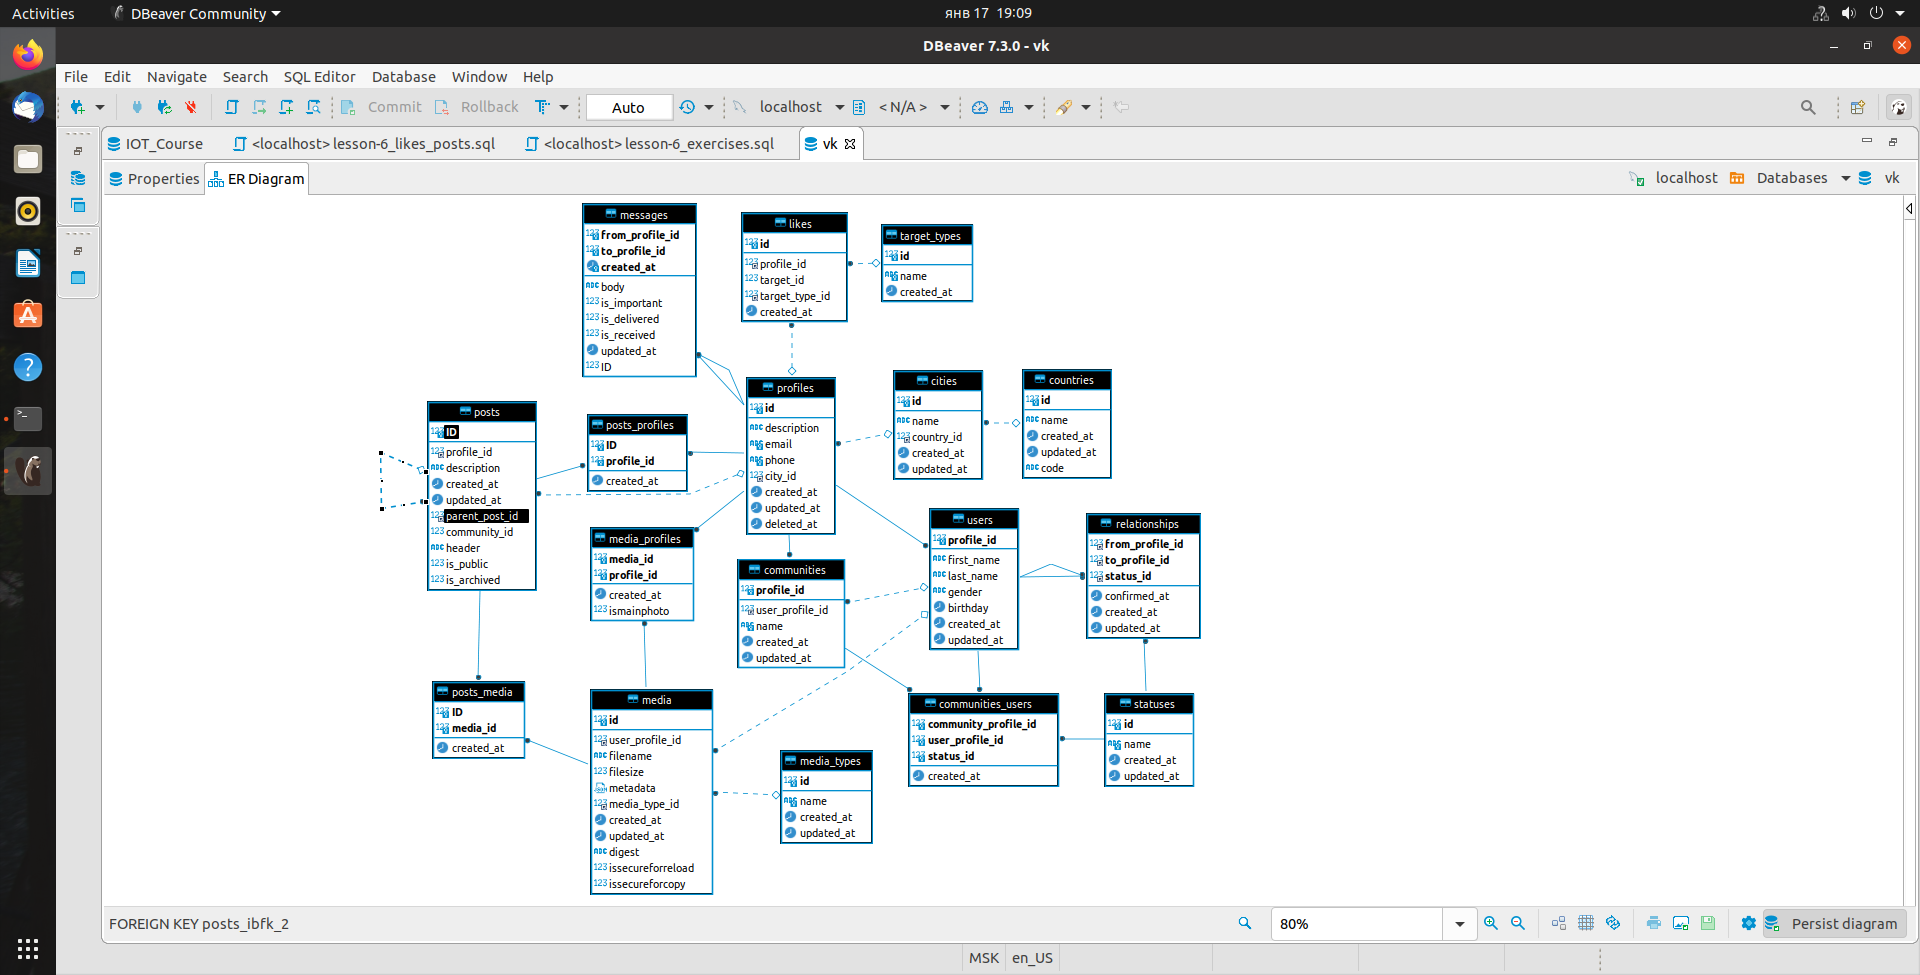 Activities
DBeaver Community
янв 17 19:09
DBeaver 7.3.0 - vk
File Edit Navigate Search SQL Editor Database Window Help
Commit
Rollback
Auto
localhost
< N/A >
IOT_Course
<localhost> lesson-6_likes_posts.sql
<localhost> lesson-6_exercises.sql
vk
Properties
ER Diagram
localhost
Databases
vk
messages
from_profile_id
to_profile_id
created_at
body
is_important
is_delivered
is_received
updated_at
ID
likes
id
profile_id
target_id
target_type_id
created_at
target_types
id
name
created_at
profiles
id
description
email
phone
city_id
created_at
updated_at
deleted_at
cities
id
name
country_id
created_at
updated_at
countries
id
name
created_at
updated_at
code
posts
ID
profile_id
description
created_at
updated_at
parent_post_id
community_id
header
is_public
is_archived
posts_profiles
ID
profile_id
created_at
media_profiles
media_id
profile_id
created_at
ismainphoto
communities
profile_id
user_profile_id
name
created_at
updated_at
users
profile_id
first_name
last_name
gender
birthday
created_at
updated_at
relationships
from_profile_id
to_profile_id
status_id
confirmed_at
created_at
updated_at
posts_media
ID
media_id
created_at
media
id
user_profile_id
filename
filesize
metadata
media_type_id
created_at
updated_at
digest
issecureforreload
issecureforcopy
media_types
id
name
created_at
updated_at
communities_users
community_profile_id
user_profile_id
status_id
created_at
statuses
id
name
created_at
updated_at
FOREIGN KEY posts_ibfk_2
80%
Persist diagram
MSK
en_US